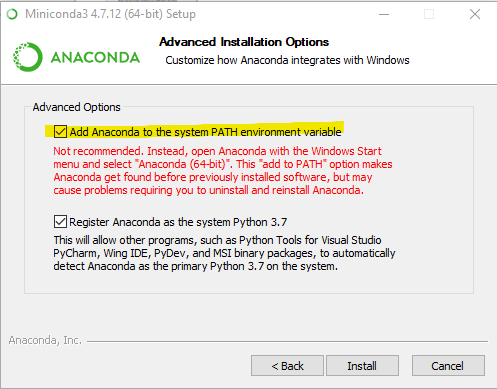 Miniconda3 4.7.12 (64-bit) Setup
ANACONDA
Advanced Installation Options
Customize how Anaconda integrates with Windows
Advanced Options
Add Anaconda to the system PATH environment variable
Not recommended. Instead, open Anaconda with the Windows Start
menu and select "Anaconda (64-bit)". This "add to PATH" option makes
Anaconda get found before previously installed software, but may
cause problems requiring you to uninstall and reinstall Anaconda.
Register Anaconda as the system Python 3.7
This will allow other programs, such as Python Tools for Visual Studio
PyCharm, Wing IDE, PyDev, and MSI binary packages, to automatically
detect Anaconda as the primary Python 3.7 on the system.
Anaconda, Inc.
< Back
Install
Cancel